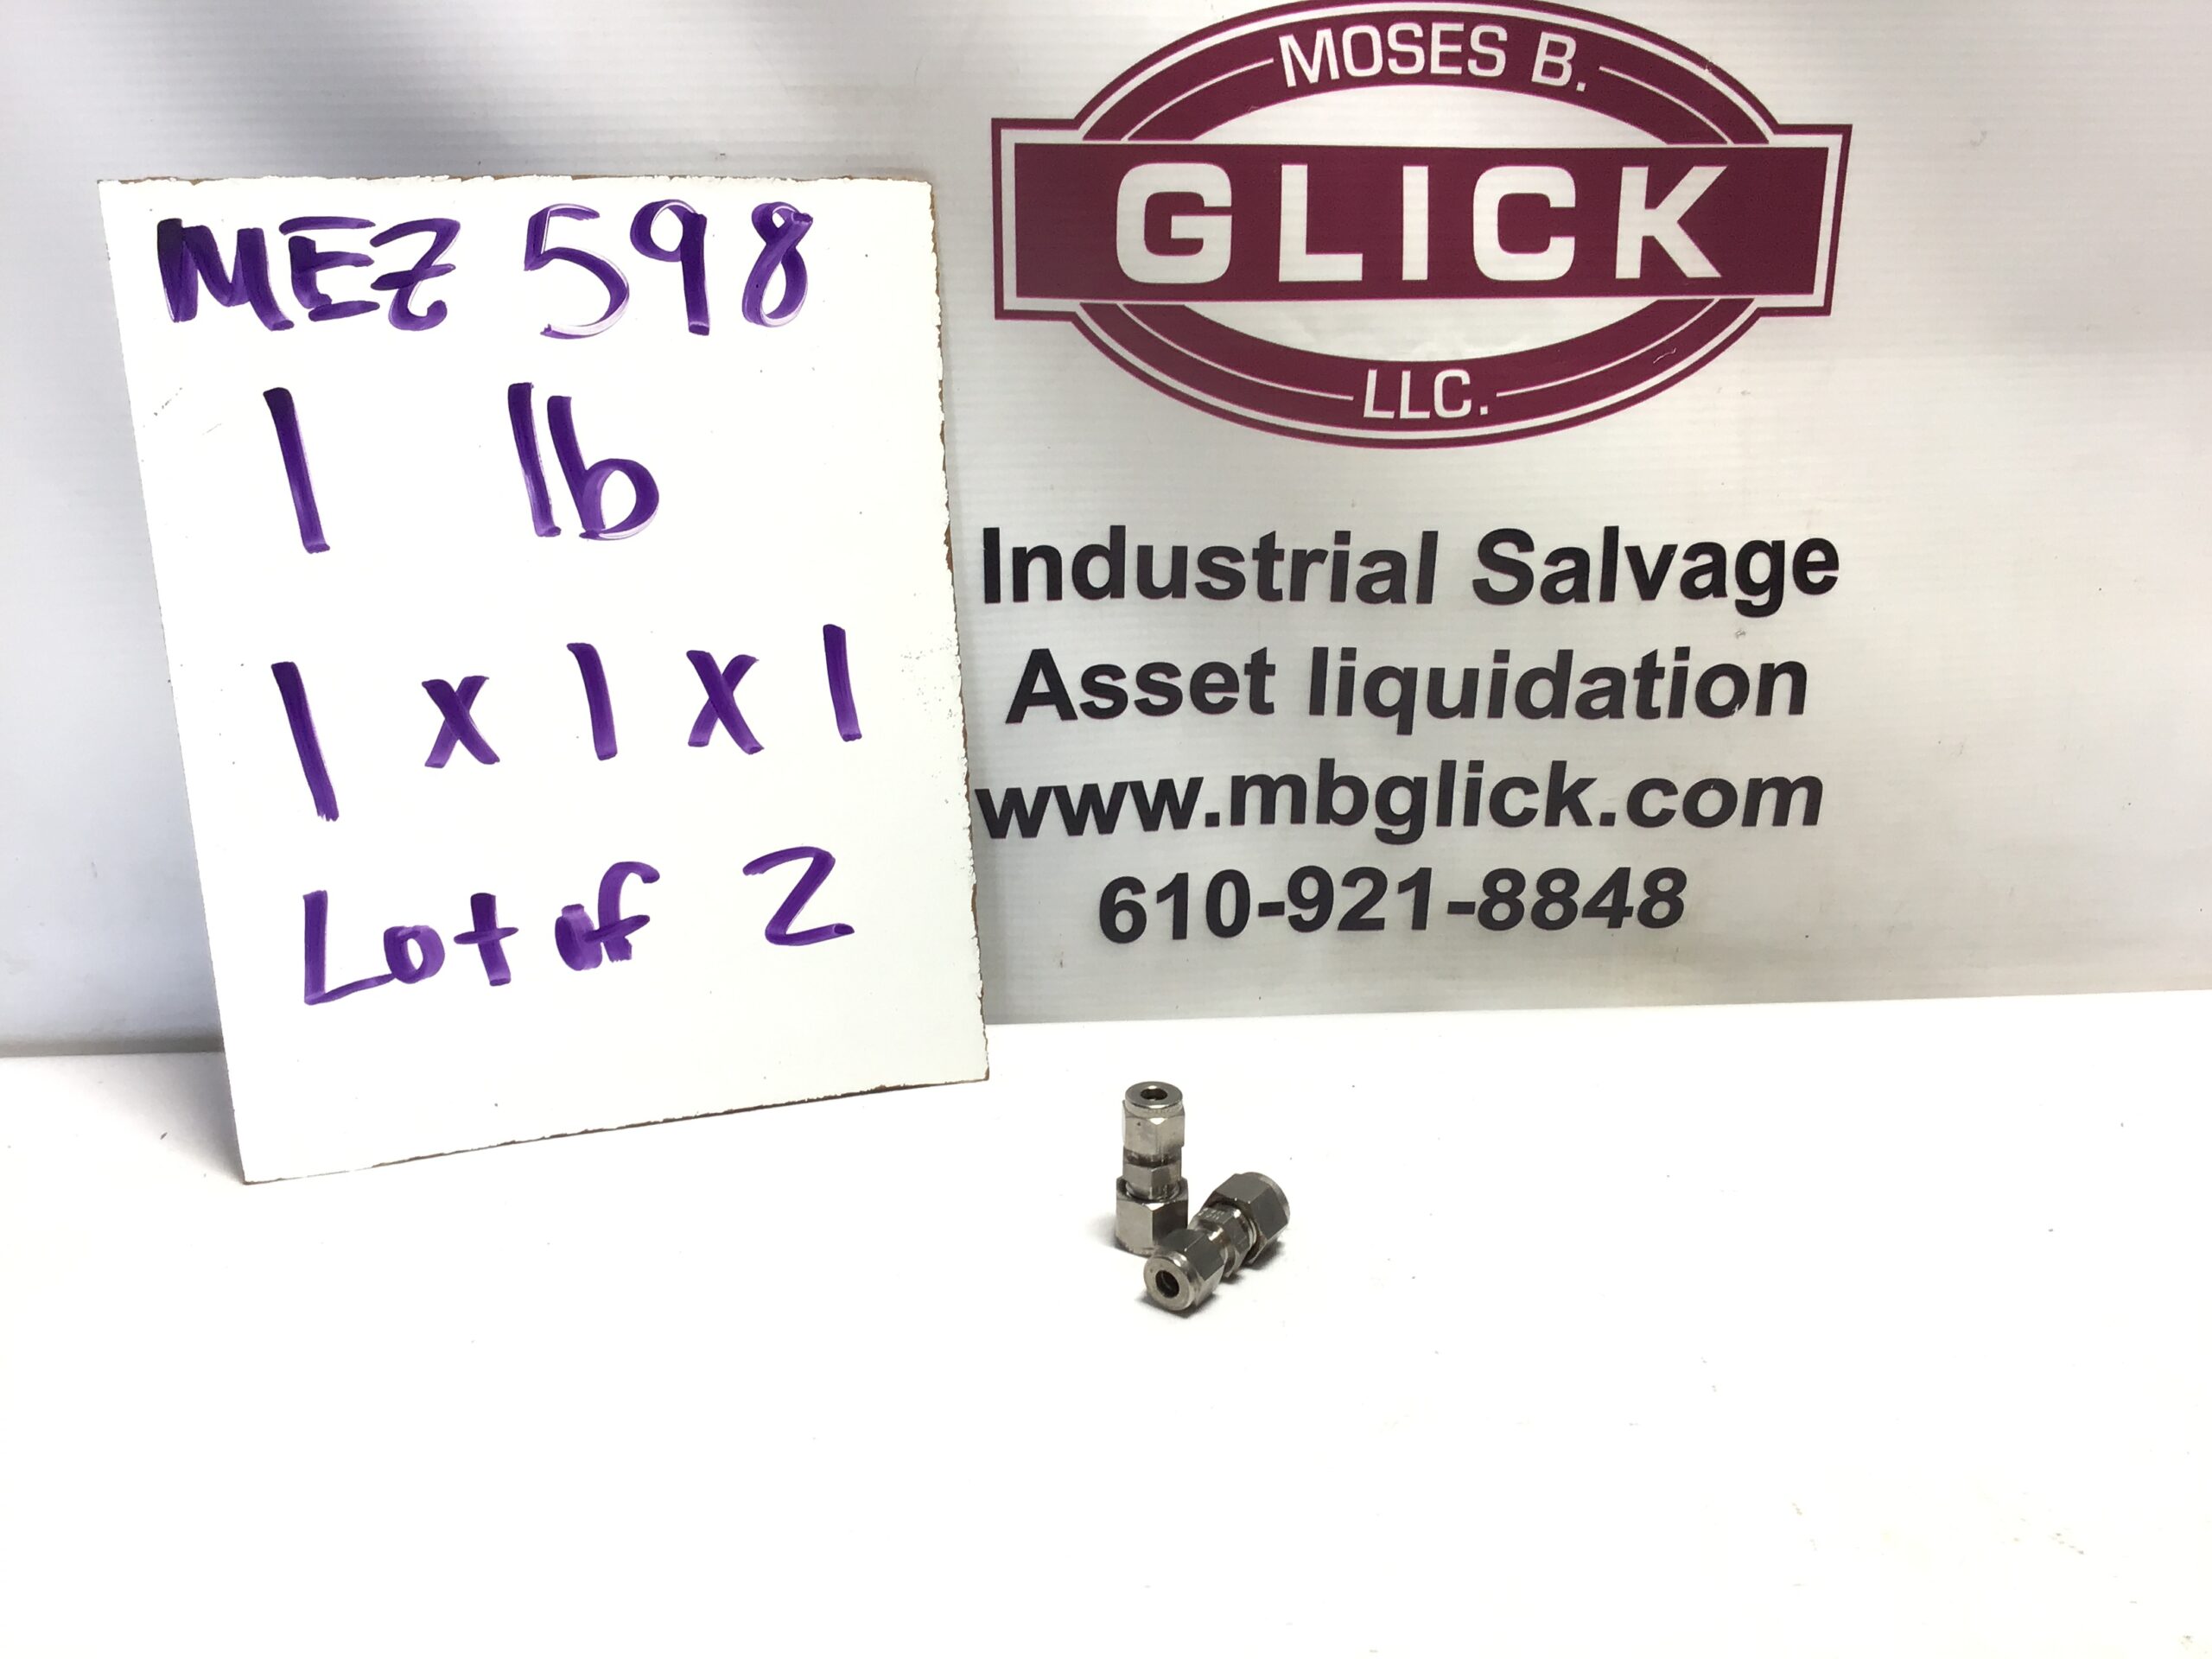 MEZ 598
1 lb
1 x 1 x 1
Lot of 2
MOSES B.
GLICK
LLC.
Industrial Salvage
Asset liquidation
www.mbglick.com
610-921-8848